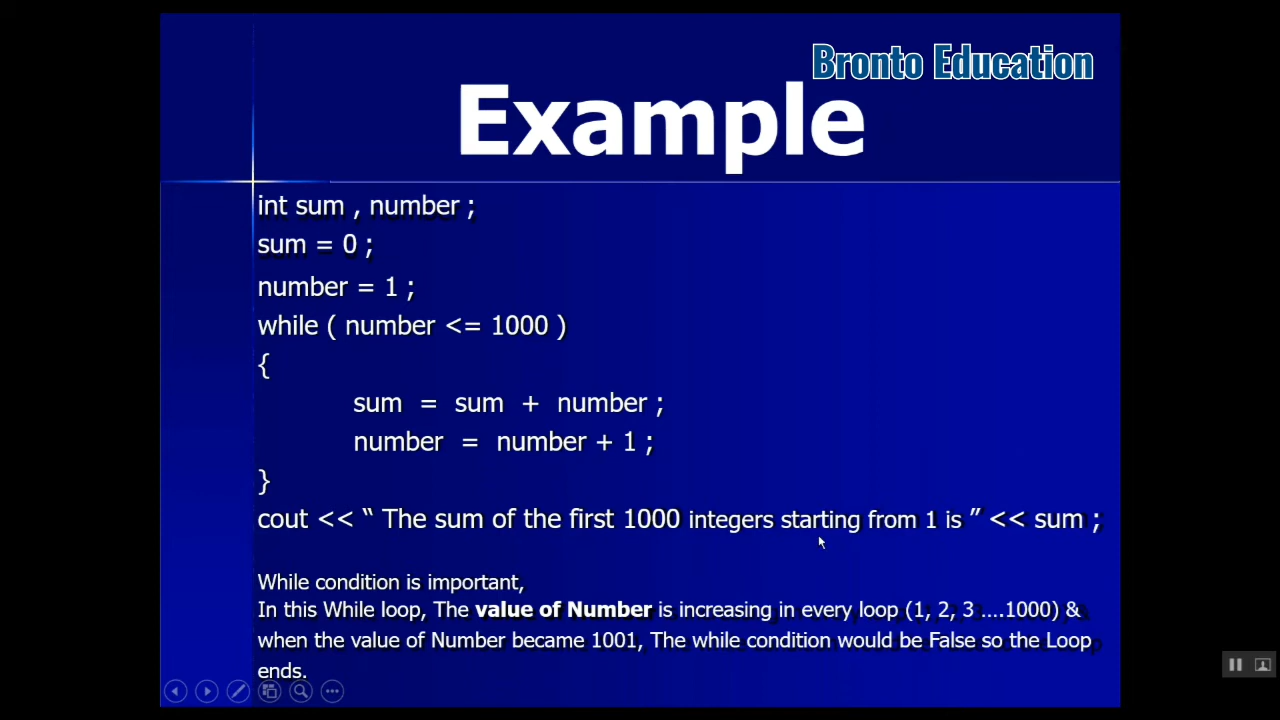 Bronto Education
Example
int sum , number ;
sum = 0 ;
number = 1 ;
while ( number <= 1000 )
{
sum = sum + number ;
number = number + 1 ;
}
cout << “ The sum of the first 1000 integers starting from 1 is ” << sum ;
While condition is important,
In this While loop, The value of Number is increasing in every loop (1, 2, 3 ....1000) &
when the value of Number became 1001, The while condition would be False so the Loop
ends.